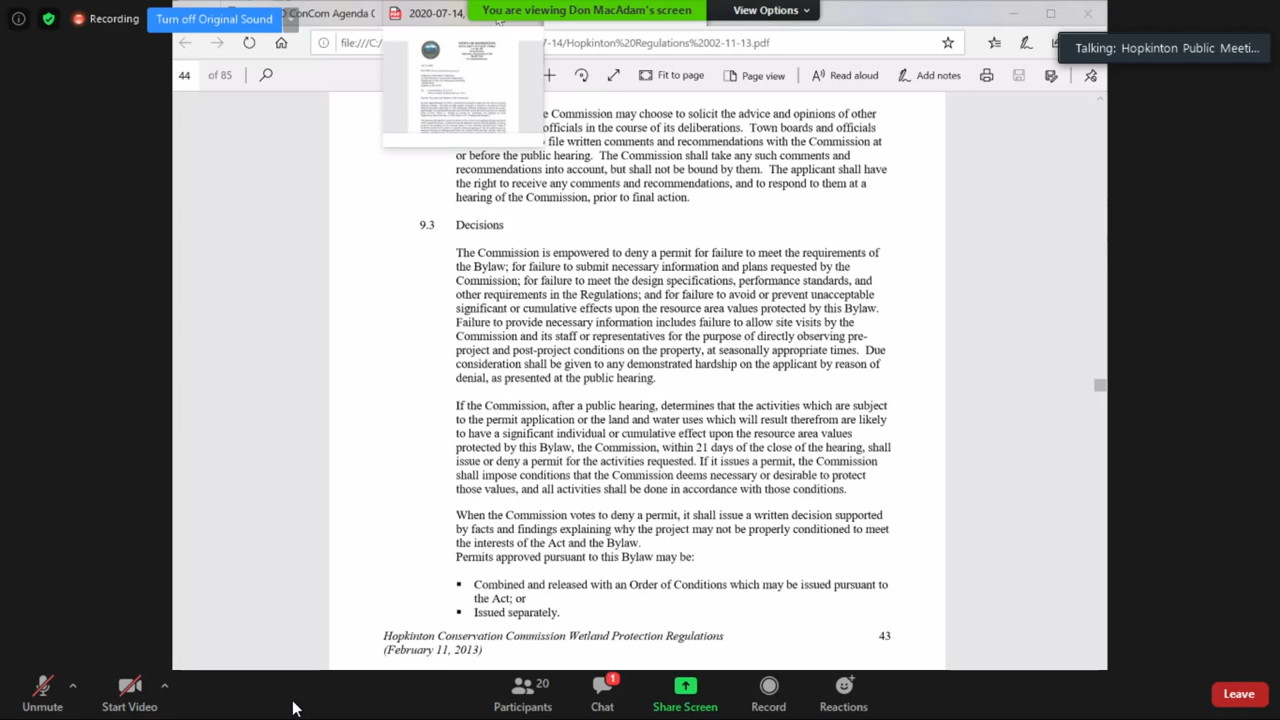 Recording
Turn off Original Sound
ConCom Agenda
2020-07-14,
You are viewing Don MacAdam's screen
View Options
file:///C:/
-14/Hopkinton%20Regulations%2002-11-13.pdf
Talking: Hopkinton Public Meeti...
44 of 85
Fit to page
Page view
Read aloud
Add notes
TOWN OF HOPKINTON
officials in the course of its deliberations. Town boards and officials
file written comments and recommendations with the Commission at
or before the public hearing. The Commission shall take any such comments and
recommendations into account, but shall not be bound by them. The applicant shall have
the right to receive any comments and recommendations, and to respond to them at a
hearing of the Commission, prior to final action.
9.3 Decisions
The Commission is empowered to deny a permit for failure to meet the requirements of
the Bylaw; for failure to submit necessary information and plans requested by the
Commission; for failure to meet the design specifications, performance standards, and
other requirements in the Regulations; and for failure to avoid or prevent unacceptable
significant or cumulative effects upon the resource area values protected by this Bylaw.
Failure to provide necessary information includes failure to allow site visits by the
Commission and its staff or representatives for the purpose of directly observing pre-
project and post-project conditions on the property, at seasonally appropriate times. Due
consideration shall be given to any demonstrated hardship on the applicant by reason of
denial, as presented at the public hearing.
If the Commission, after a public hearing, determines that the activities which are subject
to the permit application or the land and water uses which will result therefrom are likely
to have a significant individual or cumulative effect upon the resource area values
protected by this Bylaw, the Commission, within 21 days of the close of the hearing, shall
issue or deny a permit for the activities requested. If it issues a permit, the Commission
shall impose conditions that the Commission deems necessary or desirable to protect
those values, and all activities shall be done in accordance with those conditions.
When the Commission votes to deny a permit, it shall issue a written decision supported
by facts and findings explaining why the project may not be properly conditioned to meet
the interests of the Act and the Bylaw.
Permits approved pursuant to this Bylaw may be:
▪ Combined and released with an Order of Conditions which may be issued pursuant to
the Act; or
▪ Issued separately.
Hopkinton Conservation Commission Wetland Protection Regulations 43
(February 11, 2013)
Unmute
Start Video
20
Participants
1
Chat
Share Screen
Record
Reactions
Leave